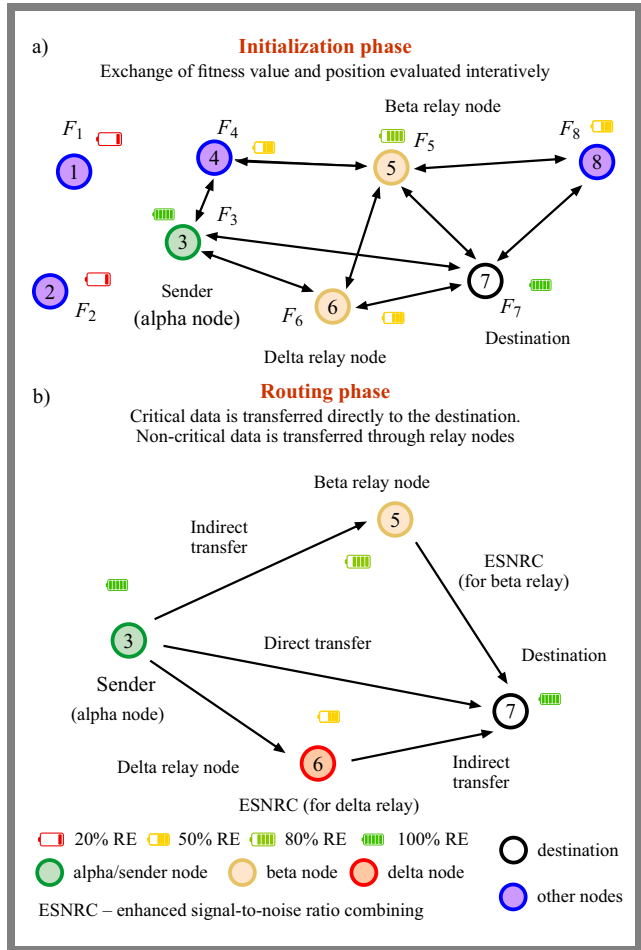 a)
Initialization phase
Exchange of fitness value and position evaluated interatively
Beta relay node
F1
F4
F5
F8
1
4
5
8
F3
3
7
2
F2
Sender
(alpha node)
F6
6
F7
Destination
Delta relay node
b)
Routing phase
Critical data is transferred directly to the destination.
Non-critical data is transferred through relay nodes
Beta relay node
5
Indirect
transfer
ESNRC
(for beta relay)
3
Direct transfer
Destination
Sender
(alpha node)
7
Delta relay node
6
Indirect
transfer
ESNRC (for delta relay)
20% RE 50% RE 80% RE 100% RE
destination
alpha/sender node beta node delta node
other nodes
ESNRC – enhanced signal-to-noise ratio combining